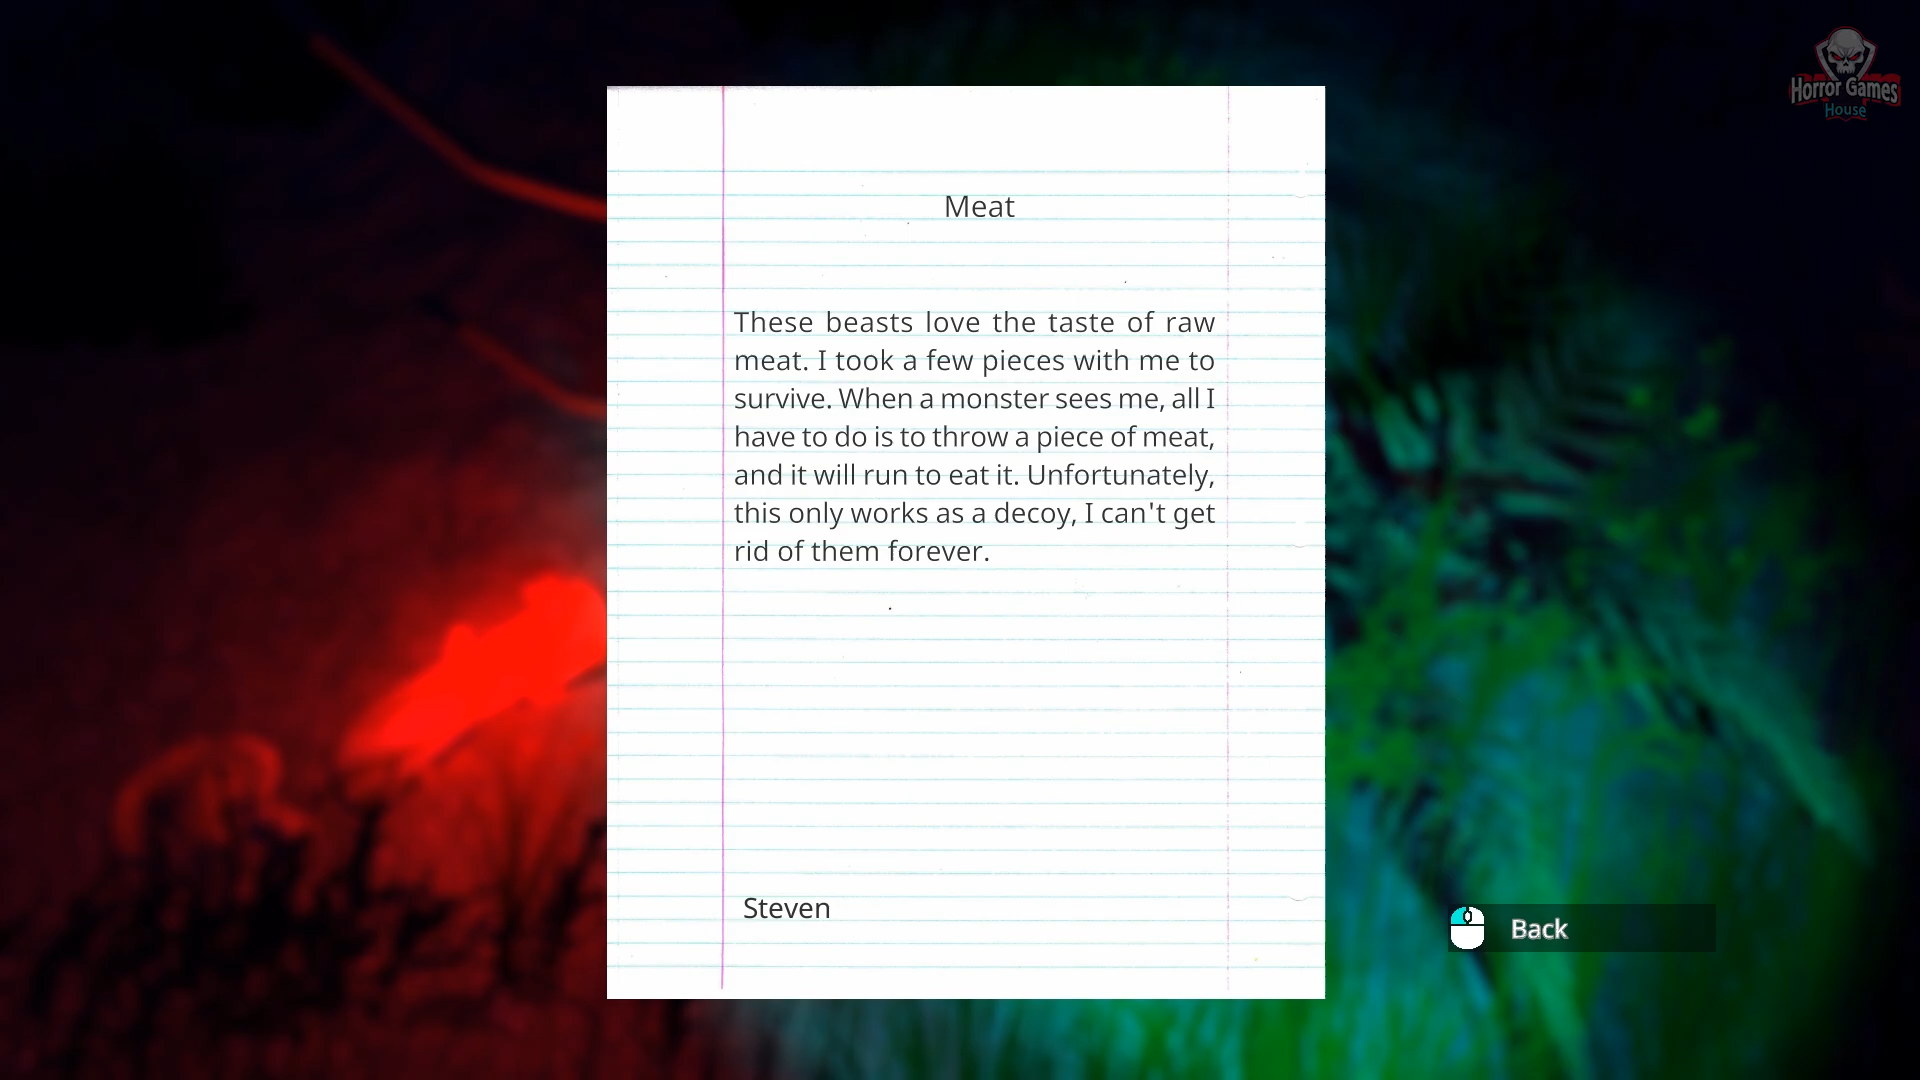 Horror Games
House
Meat
These beasts love the taste of raw
meat. I took a few pieces with me to
survive. When a monster sees me, all I
have to do is to throw a piece of meat,
and it will run to eat it. Unfortunately,
this only works as a decoy, I can't get
rid of them forever.
Steven
Back